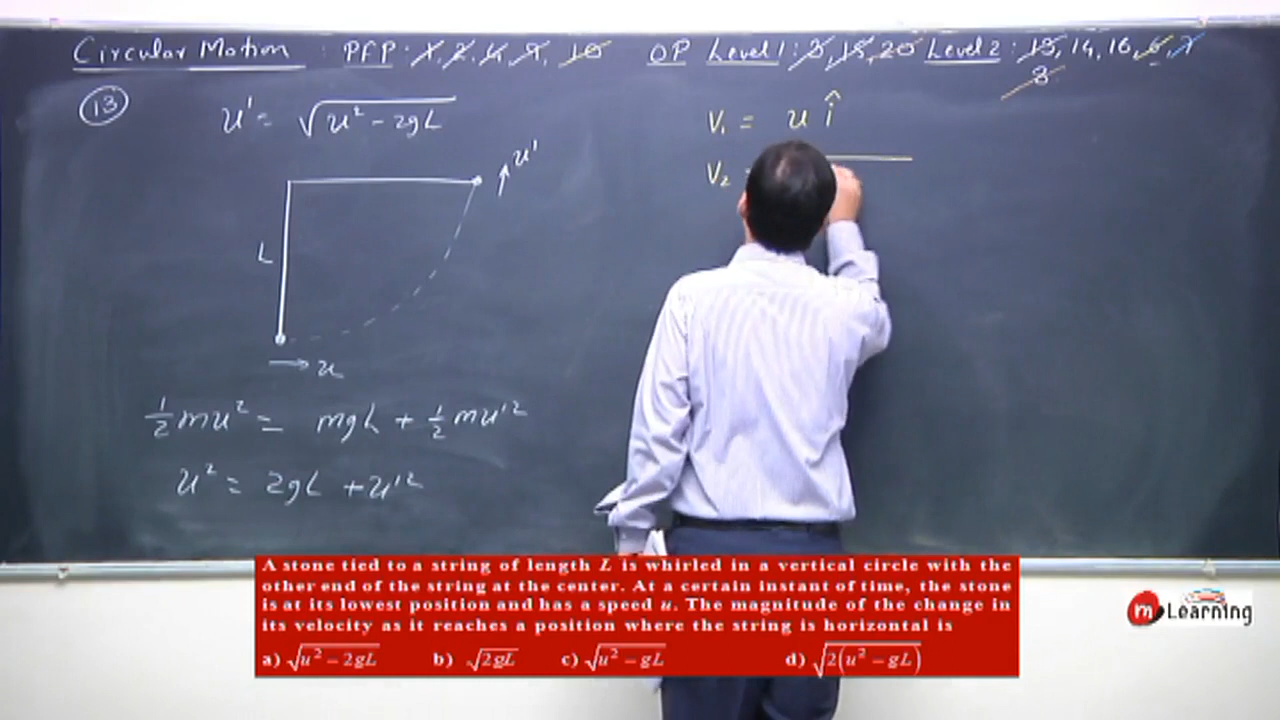 Circular Motion : PFP : 1, 2, 4, 9, 10 OP Level 1 : 3, 15, 20 Level 2 : 13, 14, 16, 6, 7
8
13
u' = √(u² - 2gL)
u'
L
u
½mu² = mgL + ½mu'²
u² = 2gL + u'²
V₁ = u î
V₂
A stone tied to a string of length L is whirled in a vertical circle with the
other end of the string at the center. At a certain instant of time, the stone
is at its lowest position and has a speed u. The magnitude of the change in
its velocity as it reaches a position where the string is horizontal is
a) √(u² - 2gL) b) √(2gL) c) √(u² - gL) d) √(2(u² - gL))
m Learning